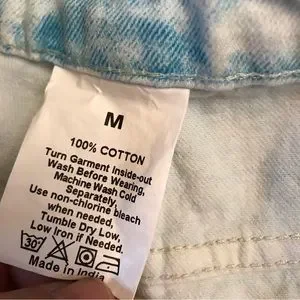 M
100% COTTON
Turn Garment Inside-out
Wash Before Wearing,
Machine Wash Cold
Separately,
Use non-chlorine bleach
when needed,
Tumble Dry Low,
Low Iron if Needed.
30°
Made in India